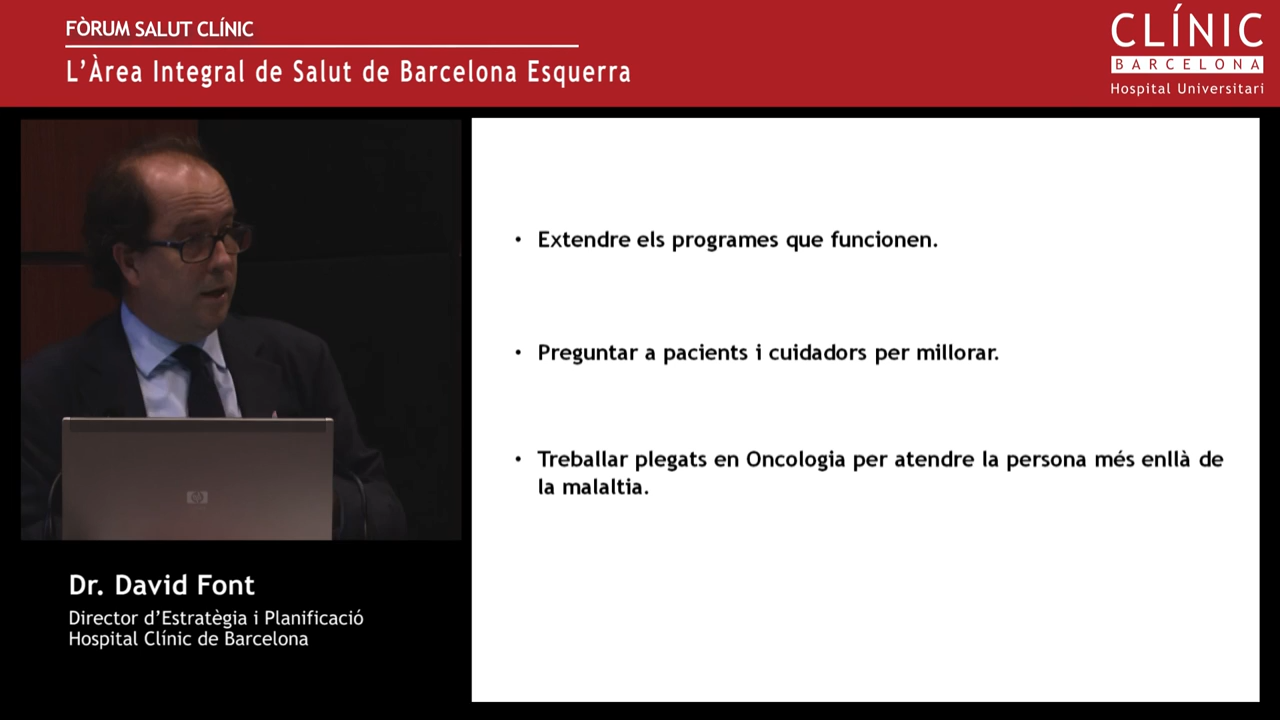 FÒRUM SALUT CLÍNIC
L'Àrea Integral de Salut de Barcelona Esquerra
CLÍNIC
BARCELONA
Hospital Universitari
• Extendre els programes que funcionen.
• Preguntar a pacients i cuidadors per millorar.
• Treballar plegats en Oncologia per atendre la persona més enllà de
la malaltia.
hp
Dr. David Font
Director d'Estratègia i Planificació
Hospital Clínic de Barcelona